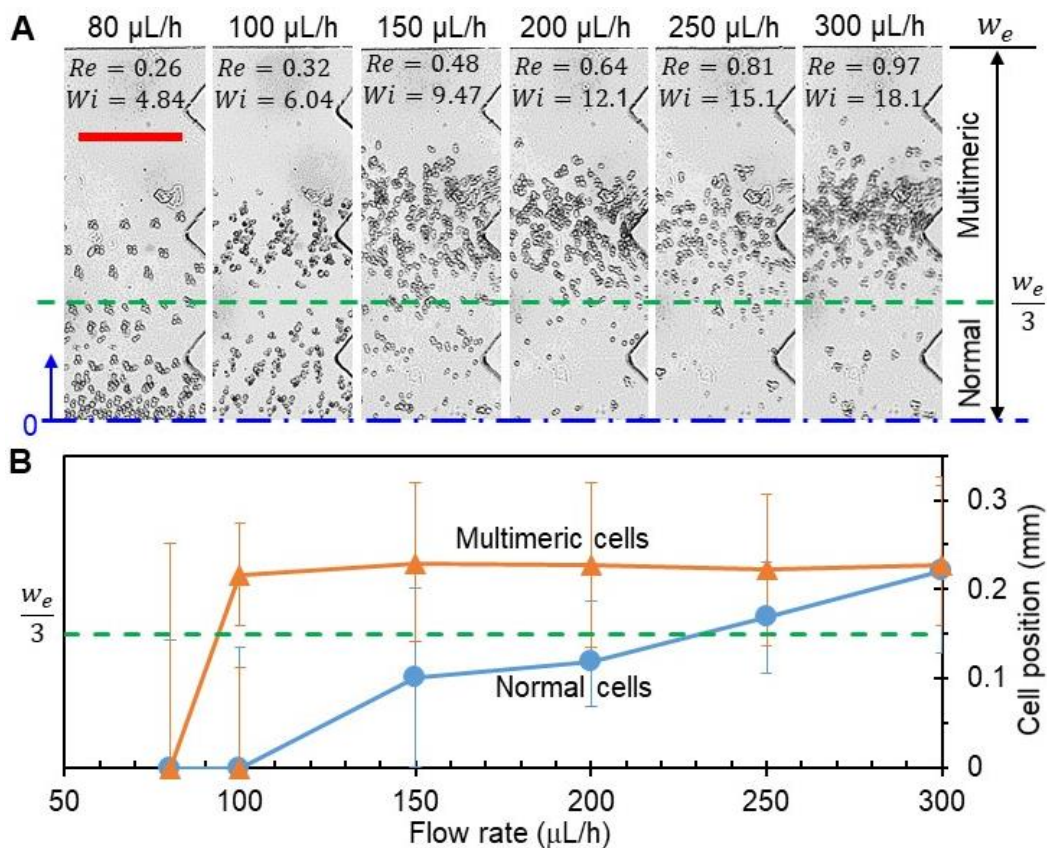 A
80 μL/h 100 μL/h 150 μL/h 200 μL/h 250 μL/h 300 μL/h
w_e
Re = 0.26 Re = 0.32 Re = 0.48 Re = 0.64 Re = 0.81 Re = 0.97
Wi = 4.84 Wi = 6.04 Wi = 9.47 Wi = 12.1 Wi = 15.1 Wi = 18.1
Multimeric
w_e/3
Normal
0
B
Multimeric cells
w_e/3
Normal cells
0.3
0.2
0.1
0
Cell position (mm)
50 100 150 200 250 300
Flow rate (μL/h)